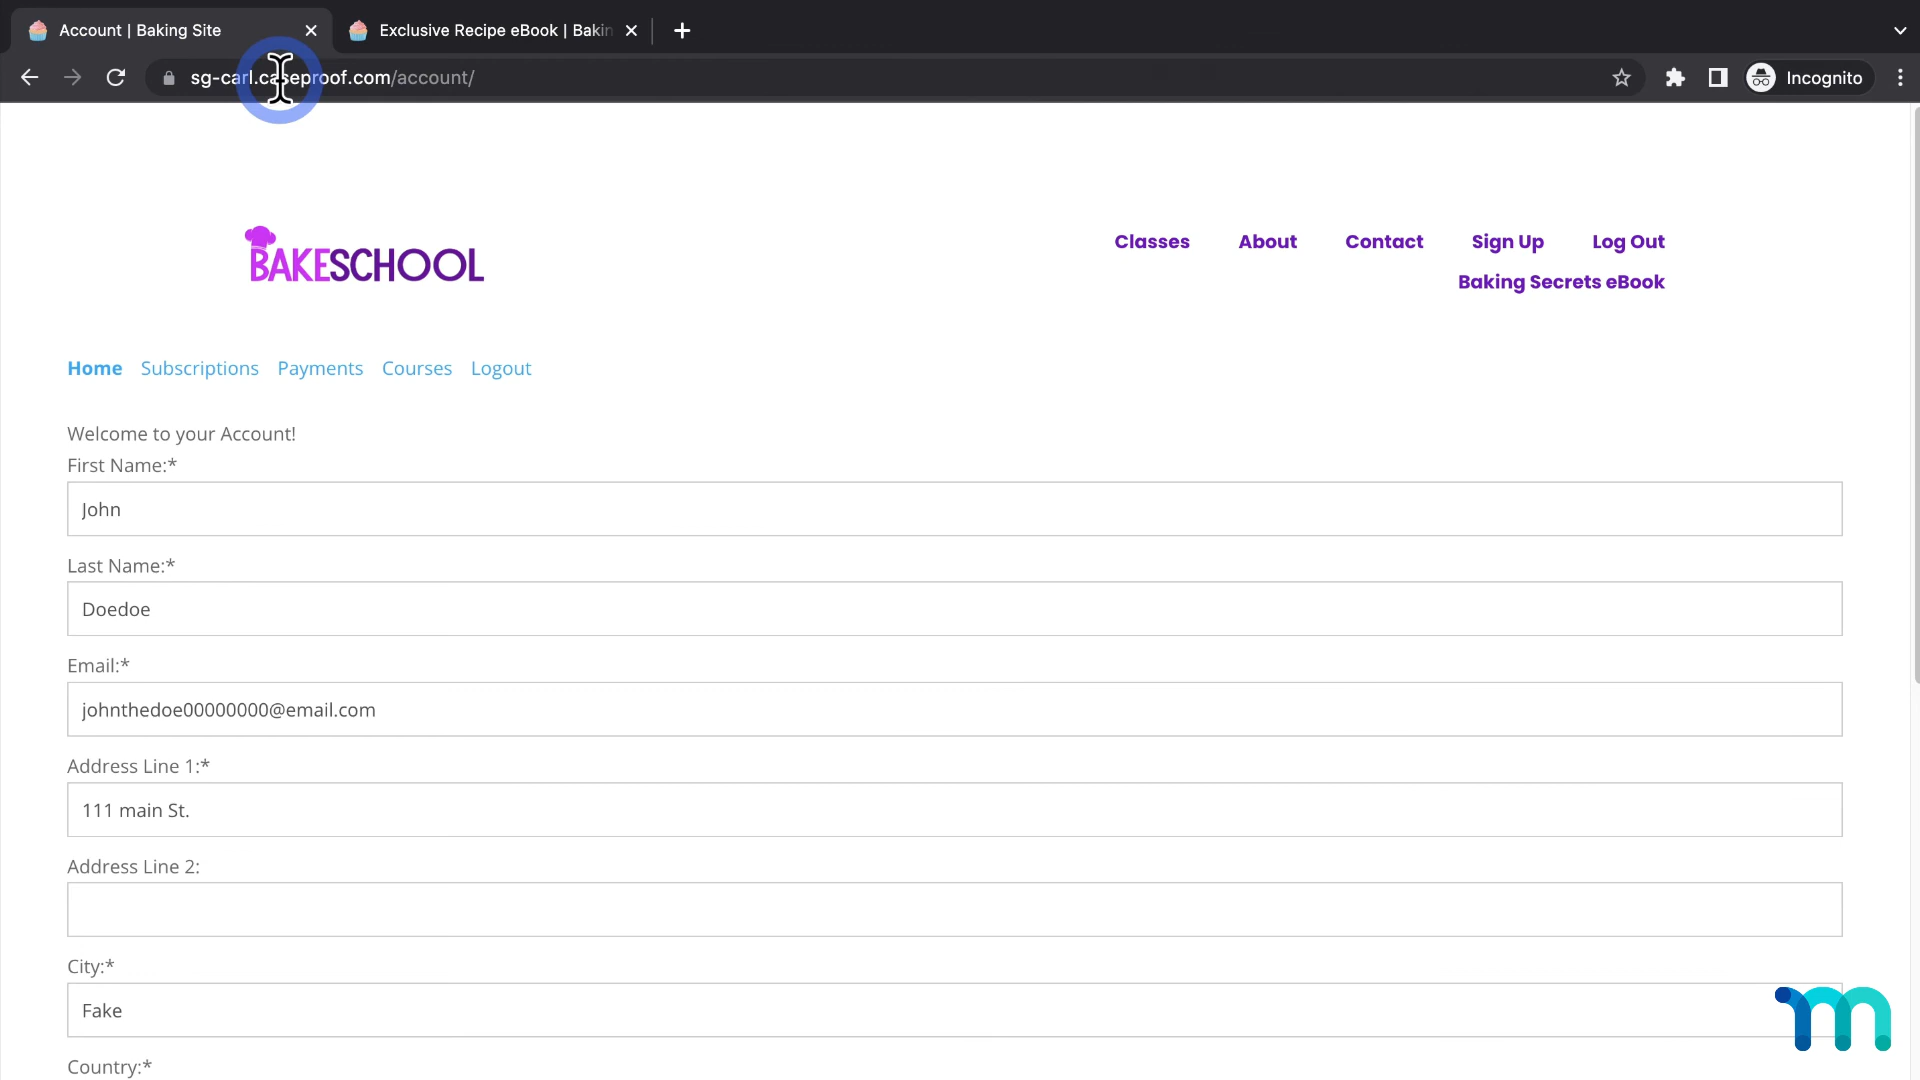 Account | Baking Site
Exclusive Recipe eBook | Bakin
sg-carl.caseproof.com/account/
Incognito
BAKESCHOOL
Classes About Contact Sign Up Log Out
Baking Secrets eBook
Home Subscriptions Payments Courses Logout
Welcome to your Account!
First Name:*
John
Last Name:*
Doedoe
Email:*
johnthedoe00000000@email.com
Address Line 1:*
111 main St.
Address Line 2:
City:*
Fake
Country:*
m